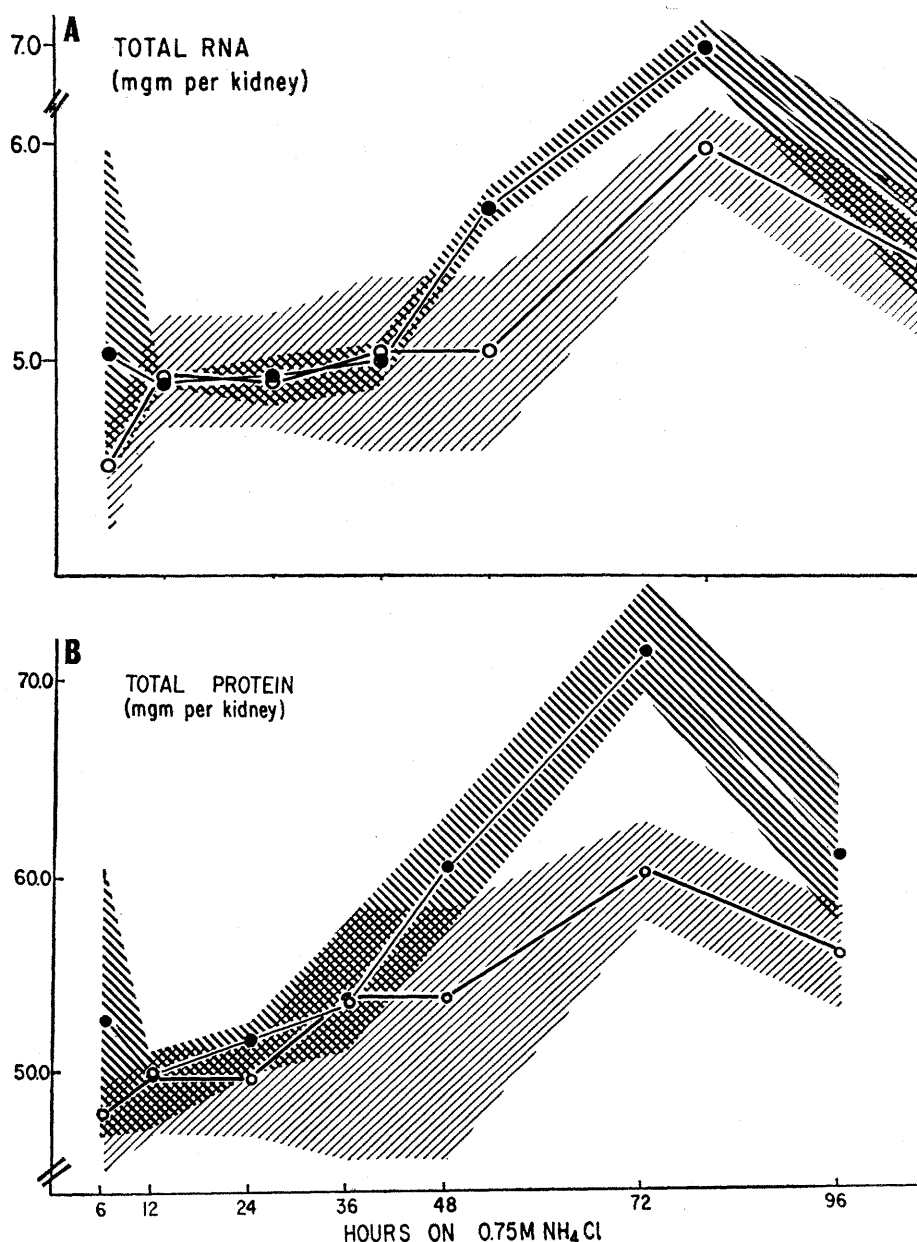 A
TOTAL RNA
(mgm per kidney)
7.0
6.0
5.0
B
TOTAL PROTEIN
(mgm per kidney)
70.0
60.0
50.0
6 12 24 36 48 72 96
HOURS ON 0.75M NH₄Cl